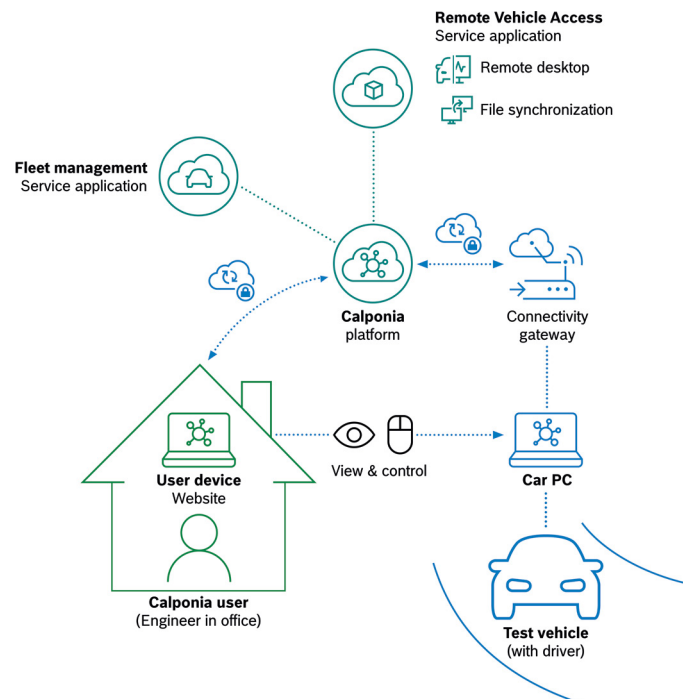 Remote Vehicle Access
Service application
Remote desktop
File synchronization
Fleet management
Service application
Calponia
platform
Connectivity
gateway
User device
Website
View & control
Car PC
Calponia user
(Engineer in office)
Test vehicle
(with driver)